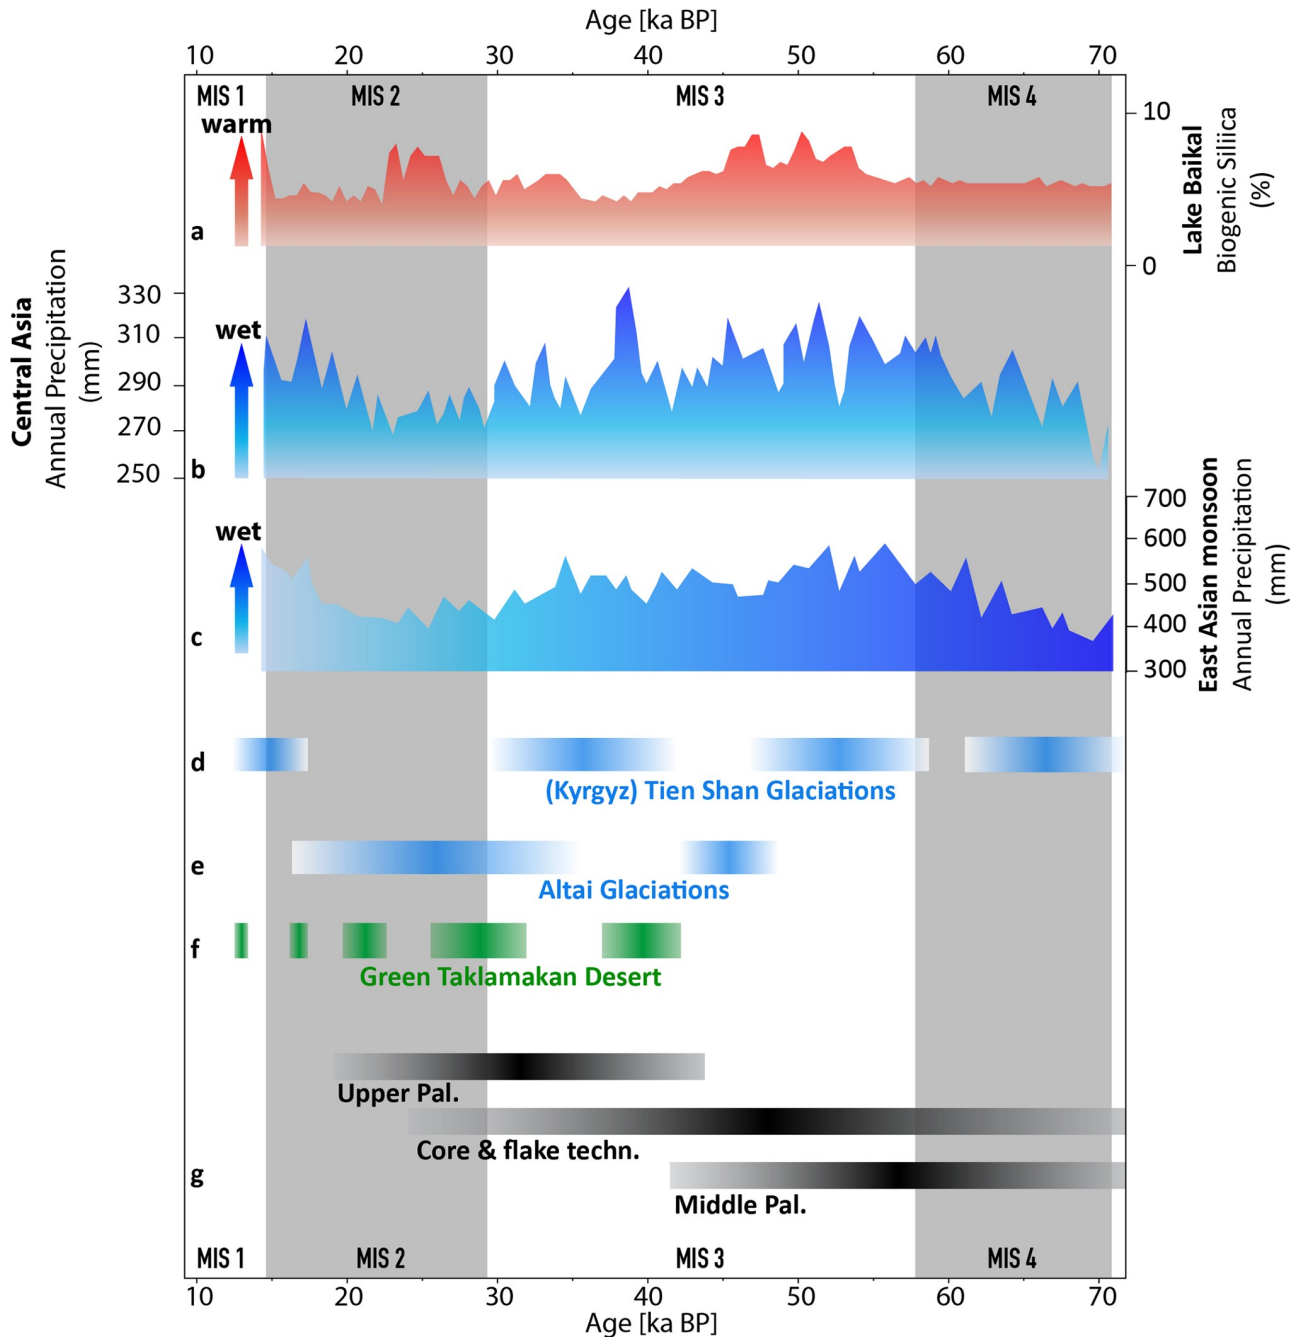 Age [ka BP]
10 20 30 40 50 60 70
MIS 1 MIS 2 MIS 3 MIS 4
warm
a
10
0
Lake Baikal
Biogenic Siliica
(%)
Central Asia
Annual Precipitation
(mm)
330
310
290
270
250
wet
b
wet
c
700
600
500
400
300
East Asian monsoon
Annual Precipitation
(mm)
d
(Kyrgyz) Tien Shan Glaciations
e
Altai Glaciations
f
Green Taklamakan Desert
Upper Pal.
Core & flake techn.
g
Middle Pal.
MIS 1 MIS 2 MIS 3 MIS 4
10 20 30 40 50 60 70
Age [ka BP]